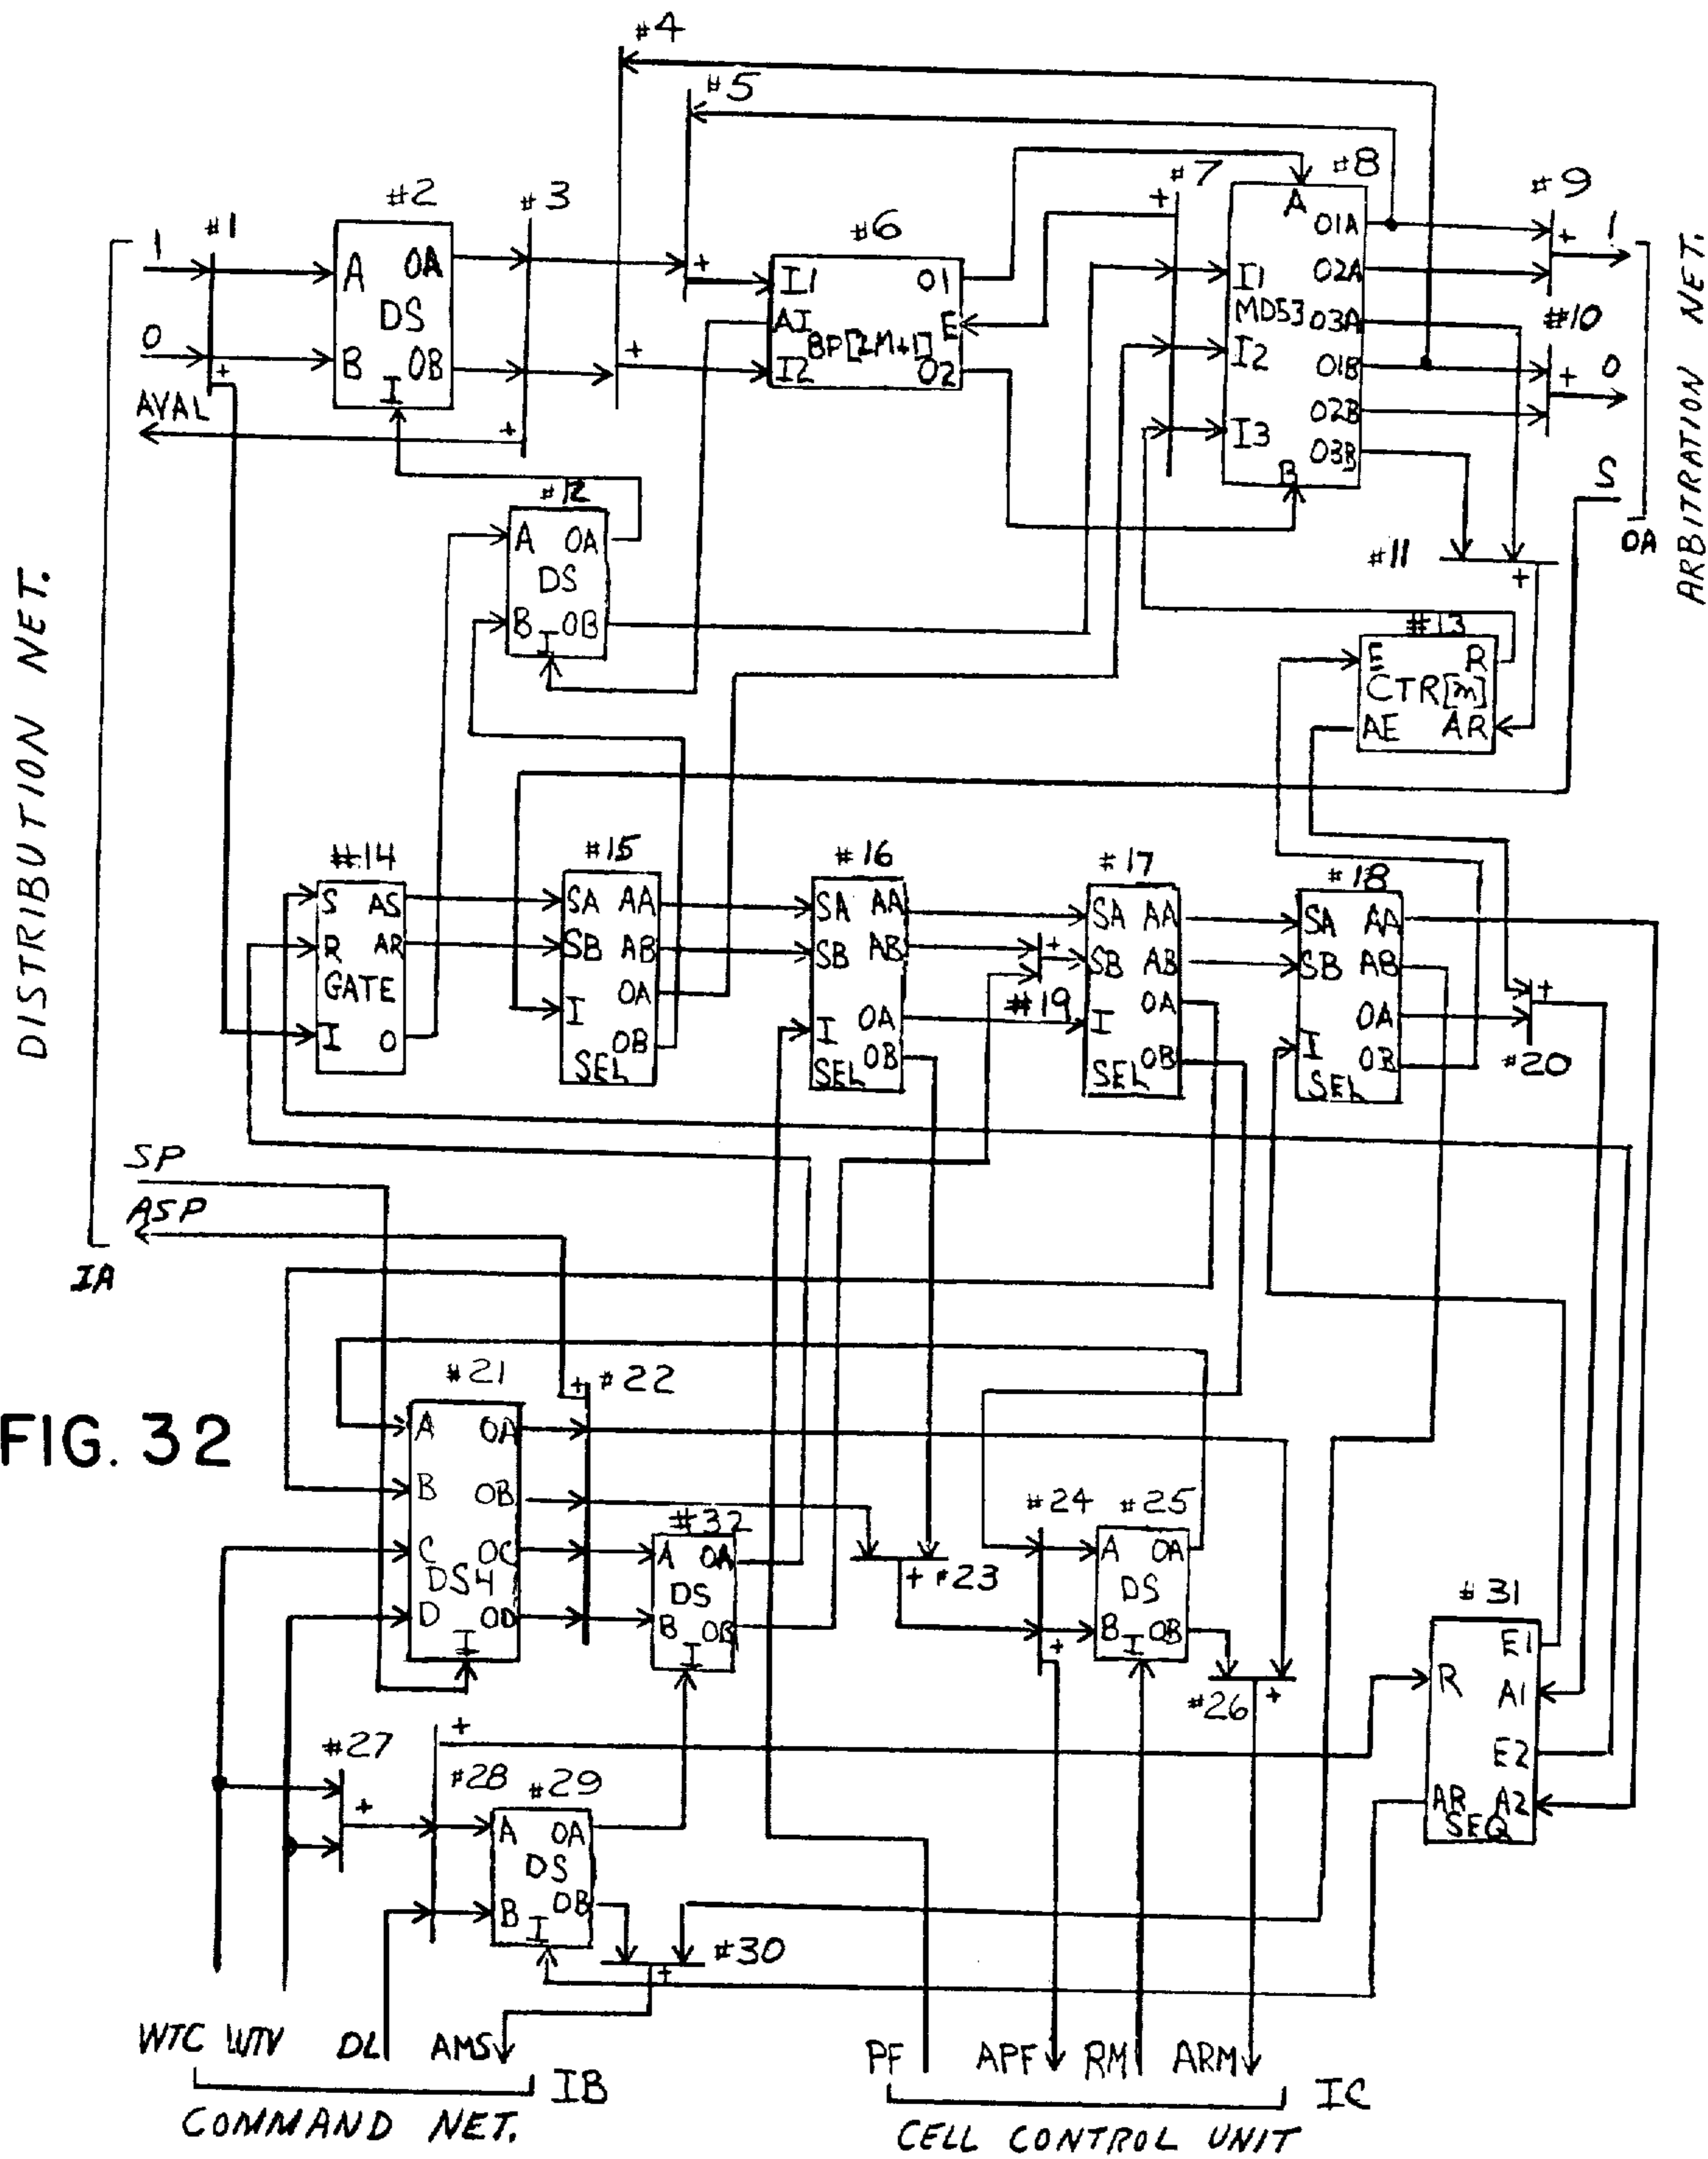 #4
#5
#7
#8
#9
#2
#3
#1
#6
1
0
A OA
DS
B OB
I
+
AVAL
+
+
+
I1 O1
AI E
BP[2M+1]
I2 O2
+
A
O1A
I1 O2A
MDS3 O3A
I2 O1B
O2B
I3 O3B
B
+ 1
#10
+ 0
S
OA
ARBITRATION NET.
#11
+
#12
A OA
DS
B OB
I
#13
E R
CTR[m]
AE AR
DISTRIBUTION NET.
#14
S AS
R AR
GATE
I O
#15
SA AA
SB AB
OA
I
OB
SEL
#16
SA AA
SB AB
I OA
OB
SEL
+
#19
#17
SA AA
SB AB
OA
I
OB
SEL
#18
SA AA
SB AB
OA
I
OB
SEL
+
#20
SP
ASP
IA
FIG. 32
#21
A OA
B OB
C OC
DS4
D OD
I
+ #22
#32
A OA
DS
B OB
I
+ #23
#24
+
#25
A OA
DS
B I OB
#26 +
#31
E1
R A1
E2
AR A2
SEQ
#27
+
+
#28 #29
A OA
DS
B OB
I
#30
+
WTC WTV DL AMS
IB
COMMAND NET.
PF APF RM ARM
IC
CELL CONTROL UNIT